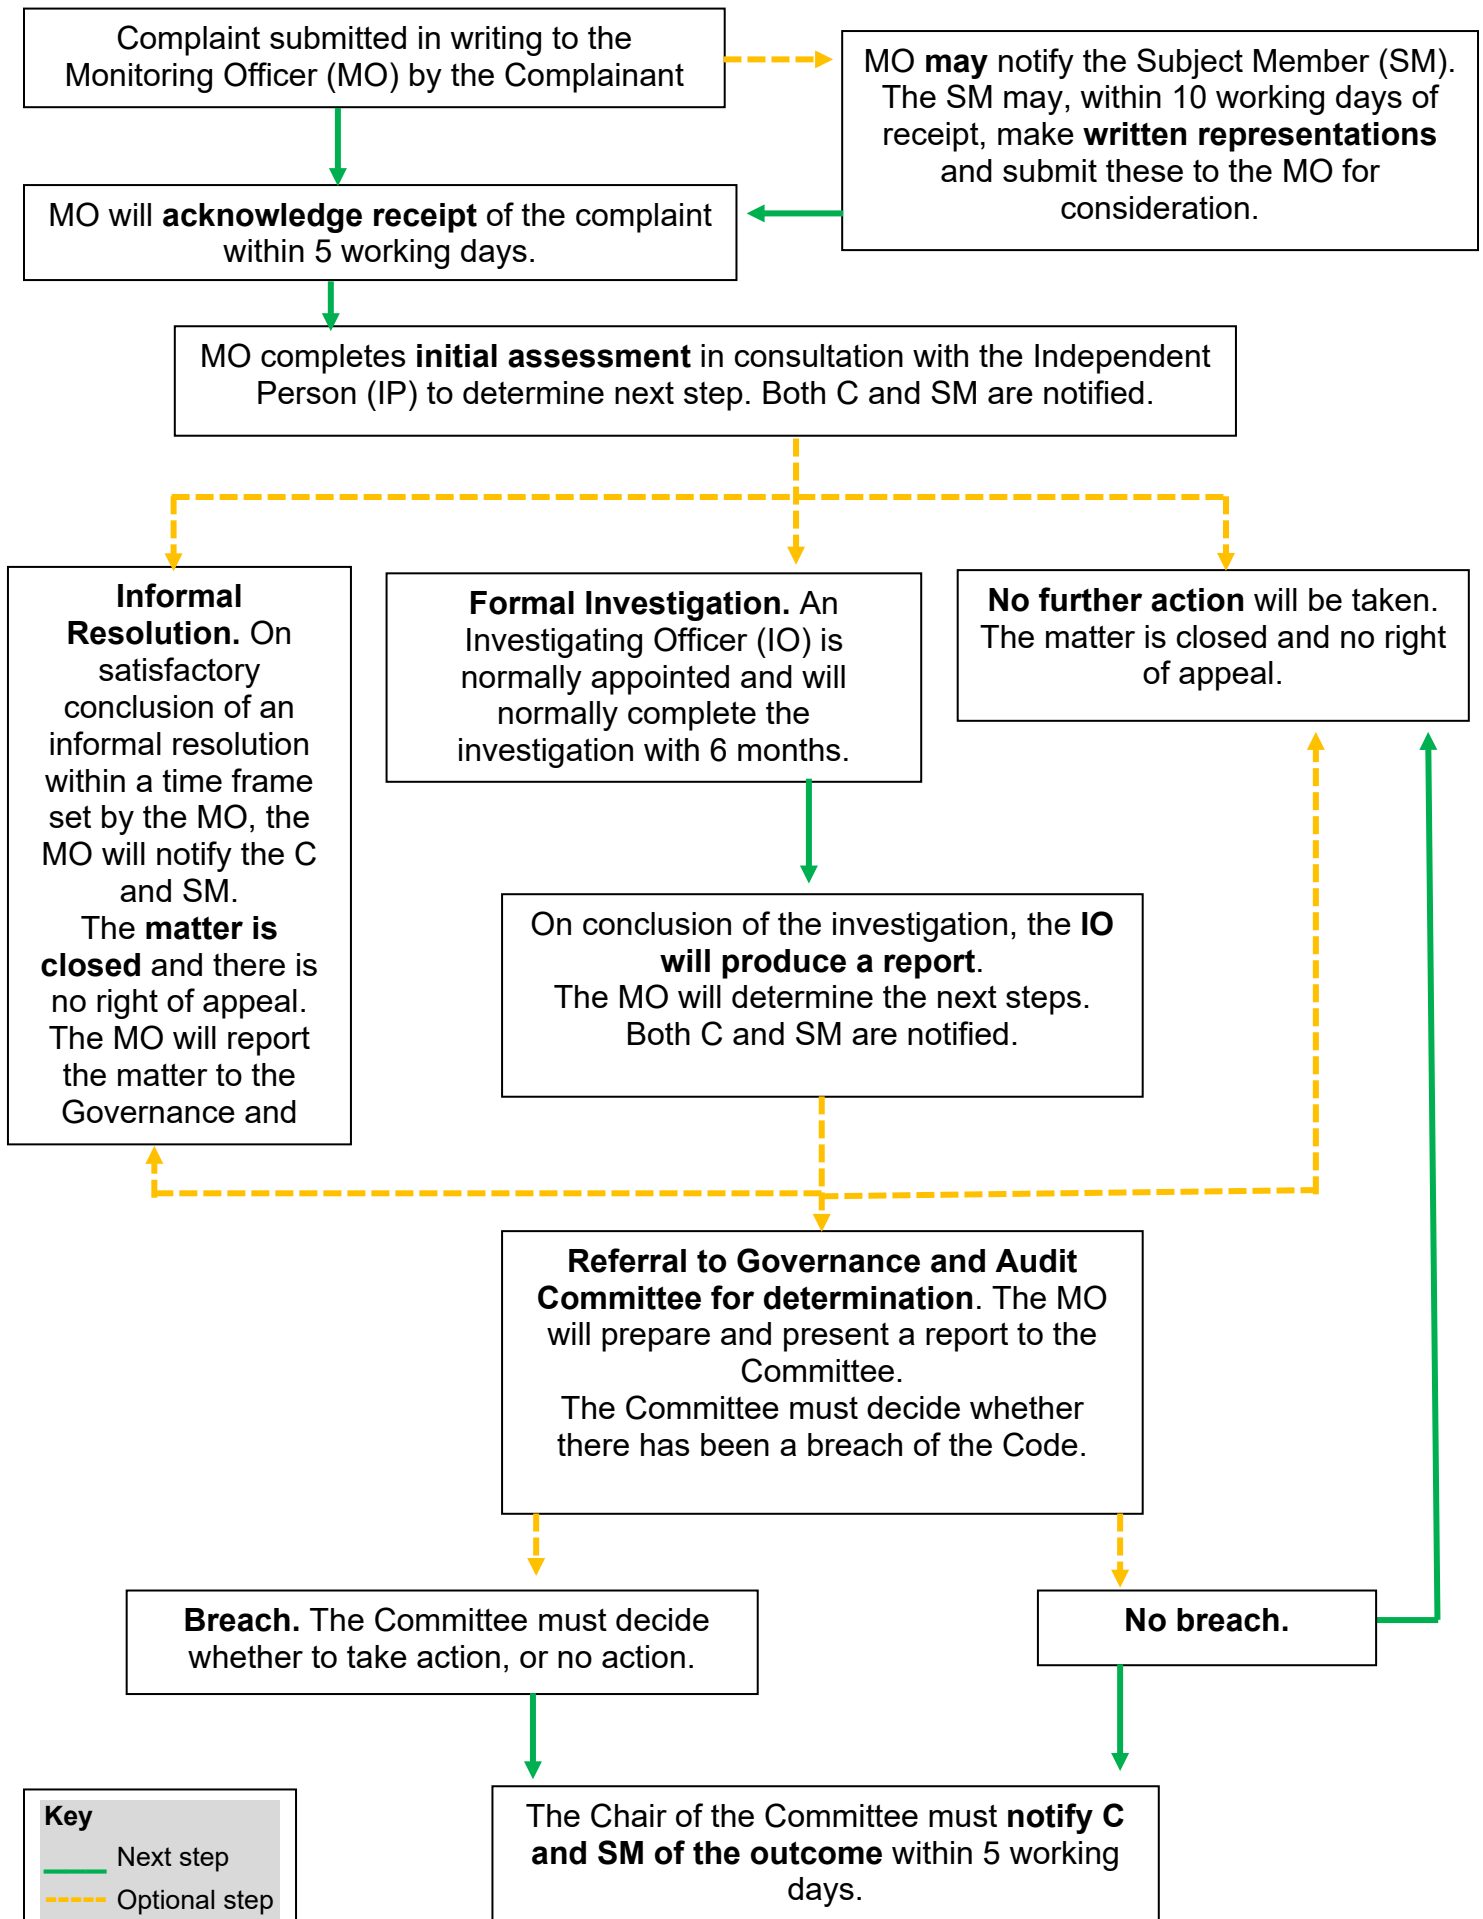 Complaint submitted in writing to the
Monitoring Officer (MO) by the Complainant
MO may notify the Subject Member (SM).
The SM may, within 10 working days of
receipt, make written representations
and submit these to the MO for
consideration.
MO will acknowledge receipt of the complaint
within 5 working days.
MO completes initial assessment in consultation with the Independent
Person (IP) to determine next step. Both C and SM are notified.
Informal
Resolution. On
satisfactory
conclusion of an
informal resolution
within a time frame
set by the MO, the
MO will notify the C
and SM.
The matter is
closed and there is
no right of appeal.
The MO will report
the matter to the
Governance and
Formal Investigation. An
Investigating Officer (IO) is
normally appointed and will
normally complete the
investigation with 6 months.
No further action will be taken.
The matter is closed and no right
of appeal.
On conclusion of the investigation, the IO
will produce a report.
The MO will determine the next steps.
Both C and SM are notified.
Referral to Governance and Audit
Committee for determination. The MO
will prepare and present a report to the
Committee.
The Committee must decide whether
there has been a breach of the Code.
Breach. The Committee must decide
whether to take action, or no action.
No breach.
The Chair of the Committee must notify C
and SM of the outcome within 5 working
days.
Key
Next step
Optional step